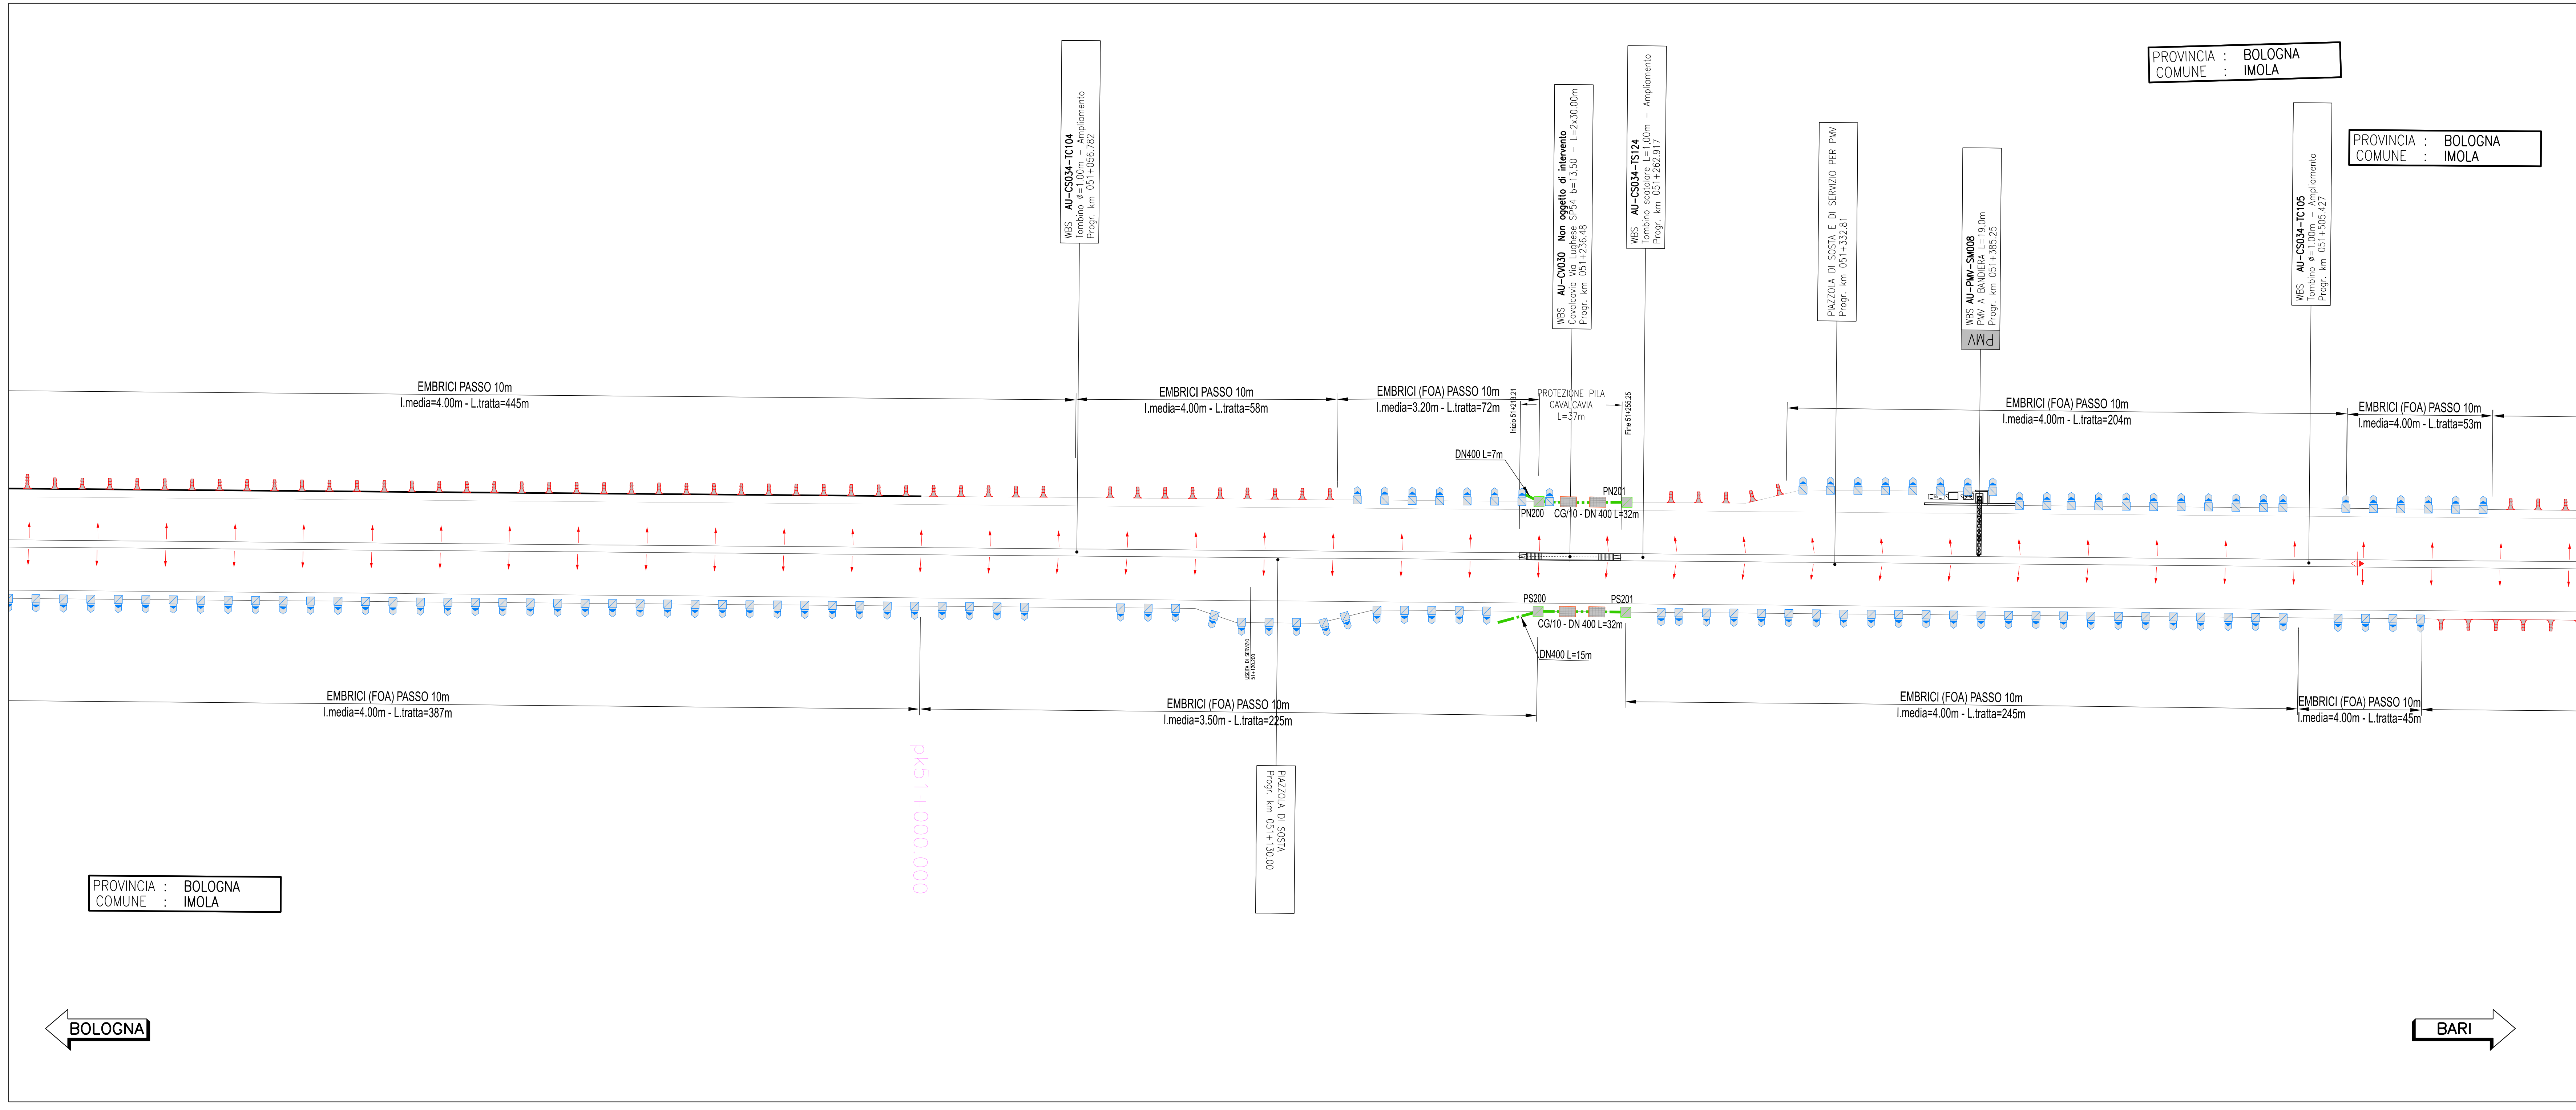 PROVINCIA : BOLOGNA
COMUNE : IMOLA
PROVINCIA : BOLOGNA
COMUNE : IMOLA
WBS AU-CS034-TC104
Tombino ø=1.00m - Ampliamento
Progr. km 051+056.782
WBS AU-CV030 Non oggetto di intervento
Cavalcavia Via Lughese SP54 b=13,50 - L=2x30.00m
Progr. km 051+236.48
WBS AU-CS034-TS124
Tombino scatolare L=1,00m - Ampliamento
Progr. km 051+262.917
PIAZZOLA DI SOSTA E DI SERVIZIO PER PMV
Progr. km 051+332.81
WBS AU-PMV-SM008
PMV A BANDIERA L=19,0m
Progr. km 051+385.25
PMV
WBS AU-CS034-TC105
Tombino ø=1.00m - Ampliamento
Progr. km 051+505.427
EMBRICI PASSO 10m
l.media=4.00m - L.tratta=445m
EMBRICI PASSO 10m
l.media=4.00m - L.tratta=58m
EMBRICI (FOA) PASSO 10m
l.media=3.20m - L.tratta=72m
PROTEZIONE PILA
CAVALCAVIA
L=37m
Fine 51+255.25
EMBRICI (FOA) PASSO 10m
l.media=4.00m - L.tratta=204m
EMBRICI (FOA) PASSO 10m
l.media=4.00m - L.tratta=53m
DN400 L=7m
PN201
PN200
CG/10 - DN 400 L=32m
PS200
PS201
CG/10 - DN 400 L=32m
DN400 L=15m
USCITA DI SERVIZIO
51+120.200
EMBRICI (FOA) PASSO 10m
l.media=4.00m - L.tratta=387m
EMBRICI (FOA) PASSO 10m
l.media=3.50m - L.tratta=225m
EMBRICI (FOA) PASSO 10m
l.media=4.00m - L.tratta=245m
EMBRICI (FOA) PASSO 10m
l.media=4.00m - L.tratta=45m
pk51+000.000
PIAZZOLA DI SOSTA
Progr. km 051+130.00
PROVINCIA : BOLOGNA
COMUNE : IMOLA
BOLOGNA
BARI